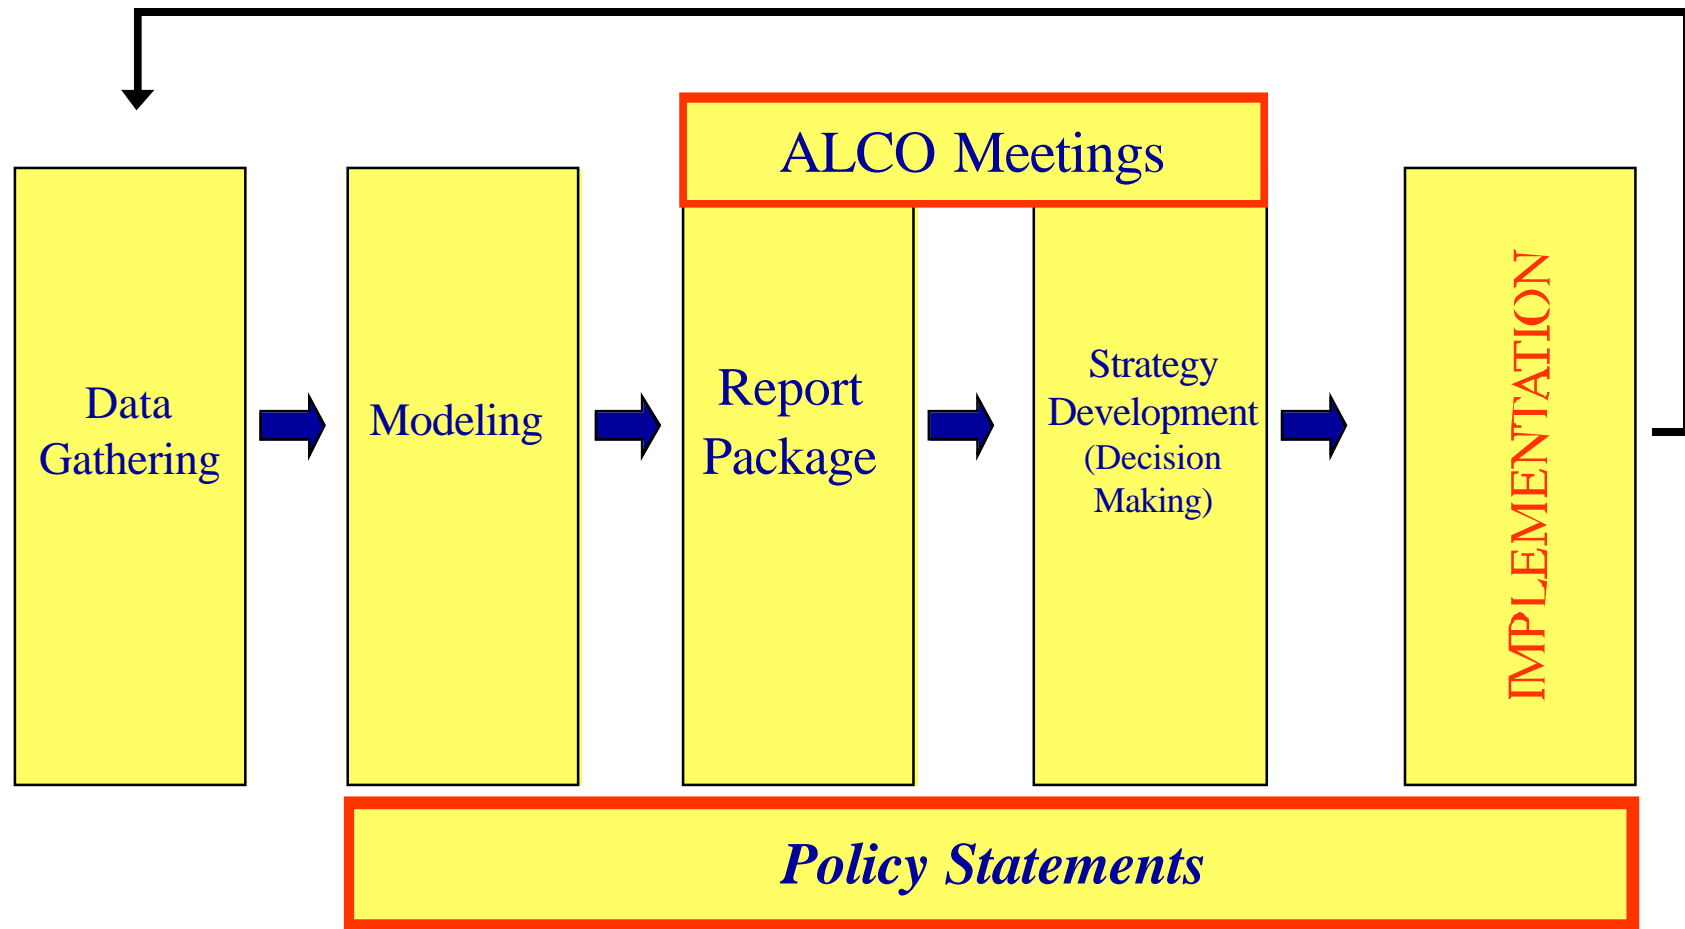 ALCO Meetings
Data
Gathering
Modeling
Report
Package
Strategy
Development
(Decision
Making)
IMPLEMENTATION
Policy Statements